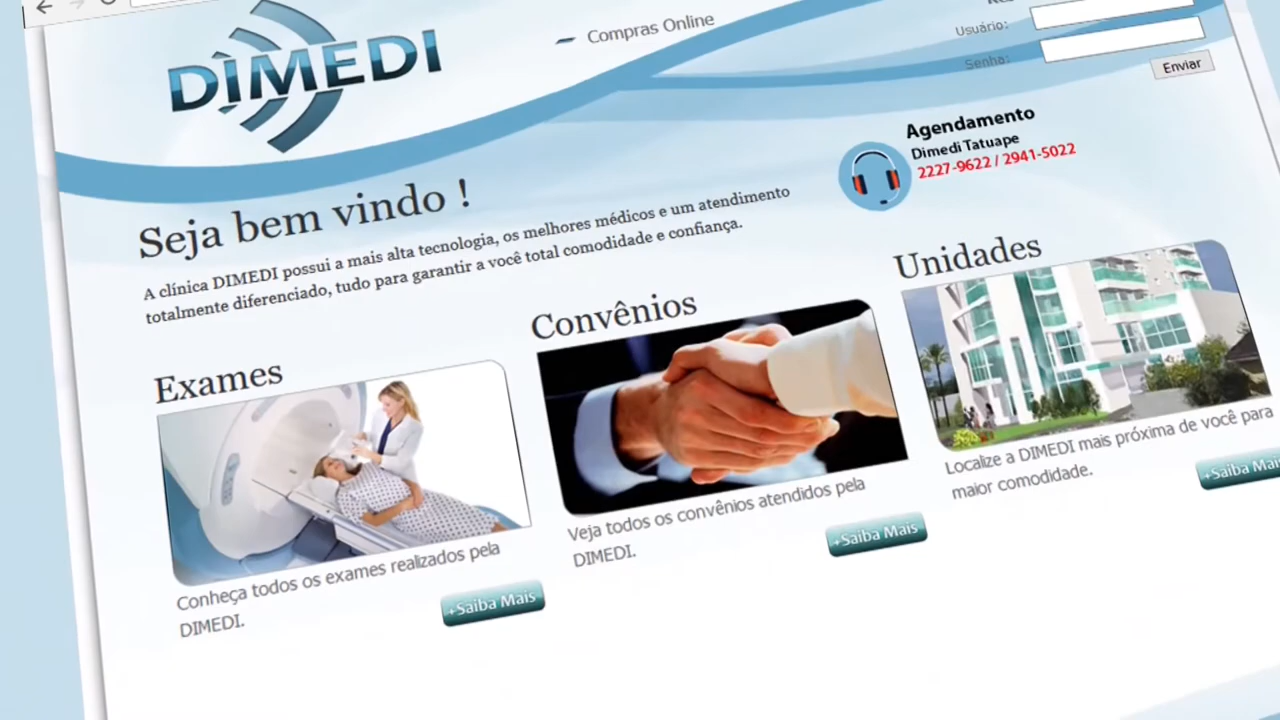 DIMEDI
Compras Online
Usuário:
Senha:
Enviar
Agendamento
Dimedi Tatuape
2227-9622 / 2941-5022
Seja bem vindo !
A clínica DIMEDI possui a mais alta tecnologia, os melhores médicos e um atendimento
totalmente diferenciado, tudo para garantir a você total comodidade e confiança.
Exames
Conheça todos os exames realizados pela
DIMEDI.
+Saiba Mais
Convênios
Veja todos os convênios atendidos pela
DIMEDI.
+Saiba Mais
Unidades
Localize a DIMEDI mais próxima de você para
maior comodidade.
+Saiba Mais